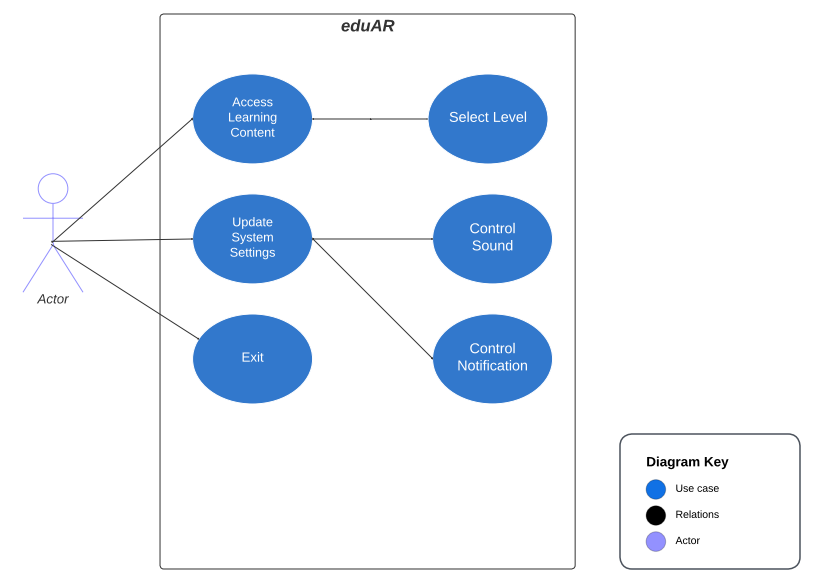 eduAR
Access
Learning
Content
Select Level
Update
System
Settings
Control
Sound
Actor
Exit
Control
Notification
Diagram Key
Use case
Relations
Actor